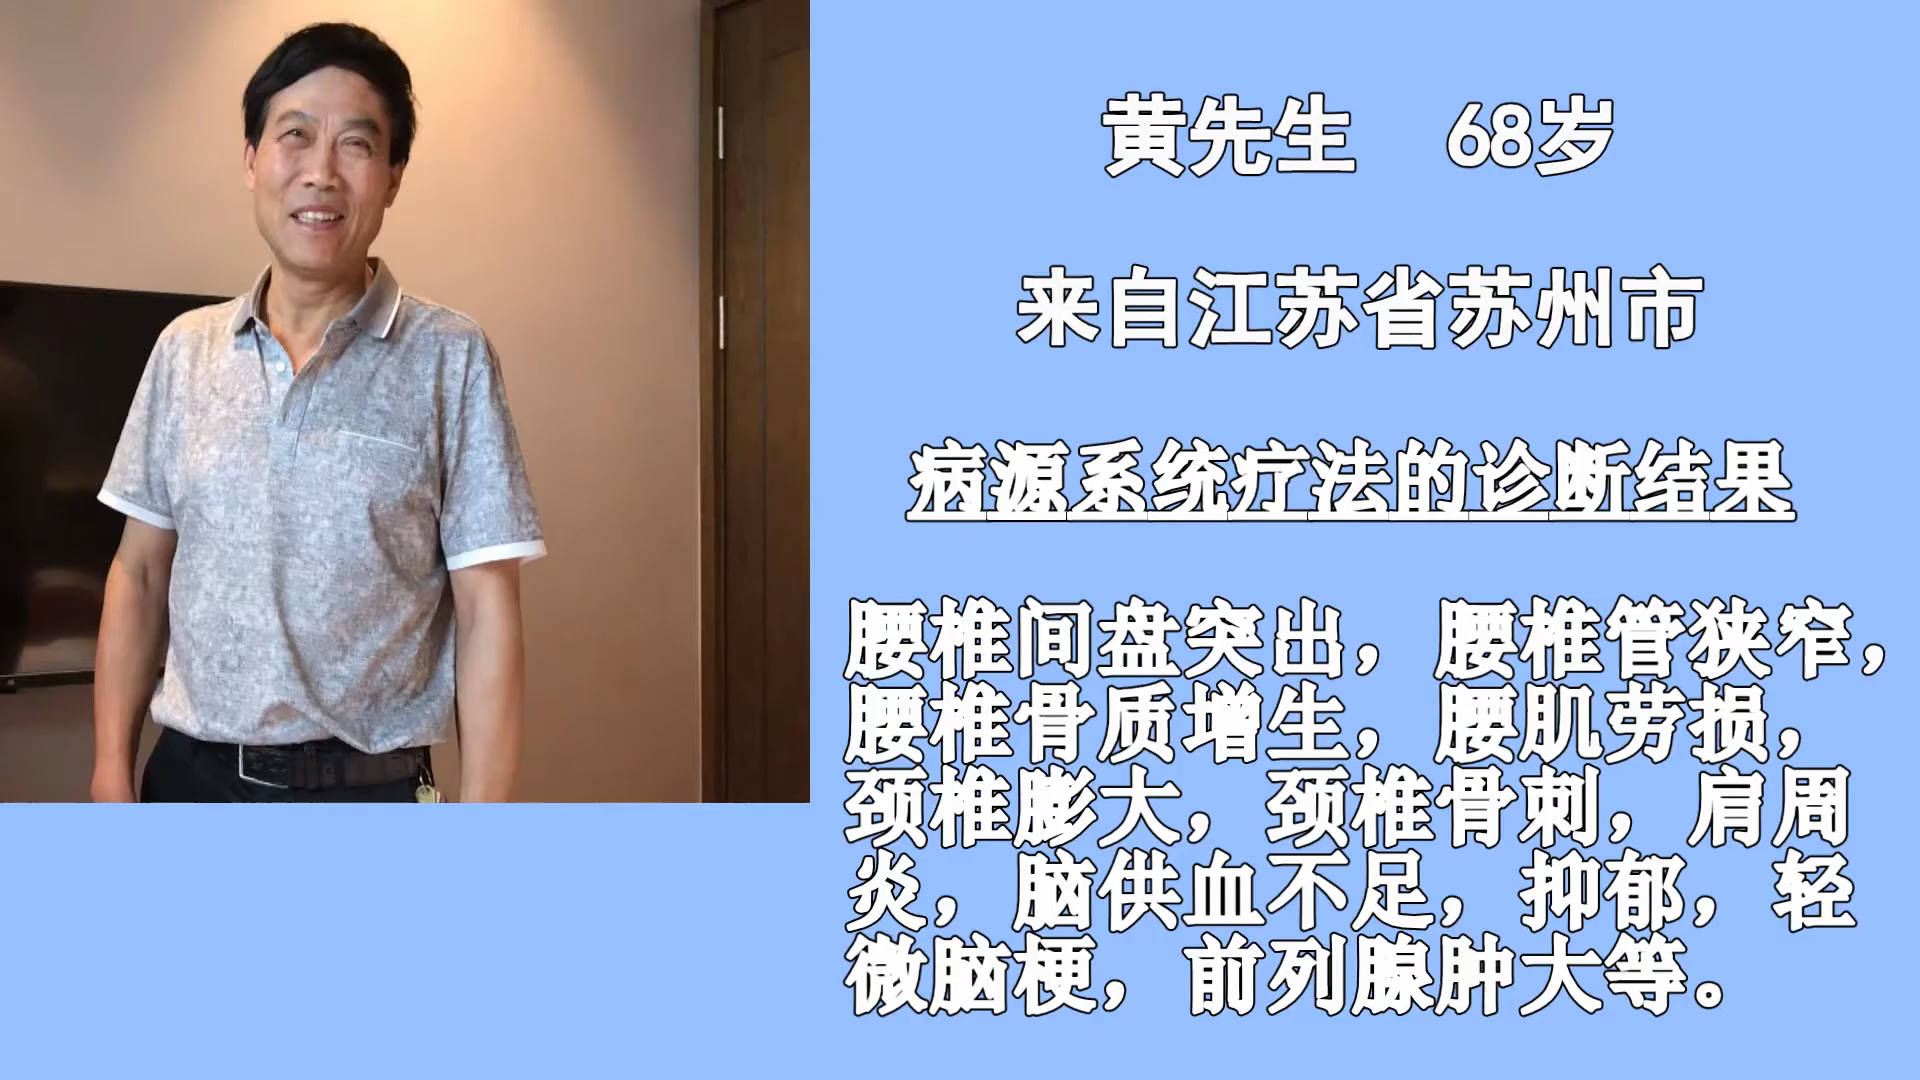 黄先生 68岁
来自江苏省苏州市
病源系统疗法的诊断结果
腰椎间盘突出，腰椎管狭窄，
腰椎骨质增生，腰肌劳损，
颈椎膨大，颈椎骨刺，肩周
炎，脑供血不足，抑郁，轻
微脑梗，前列腺肿大等。